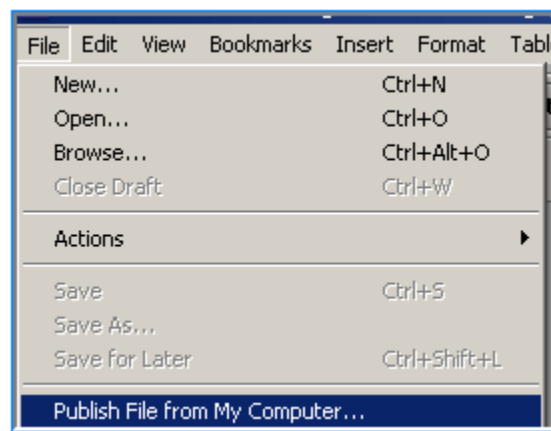 File Edit View Bookmarks Insert Format Tabl
New... Ctrl+N
Open... Ctrl+O
Browse... Ctrl+Alt+O
Close Draft Ctrl+W
Actions
Save Ctrl+S
Save As...
Save for Later Ctrl+Shift+L
Publish File from My Computer...